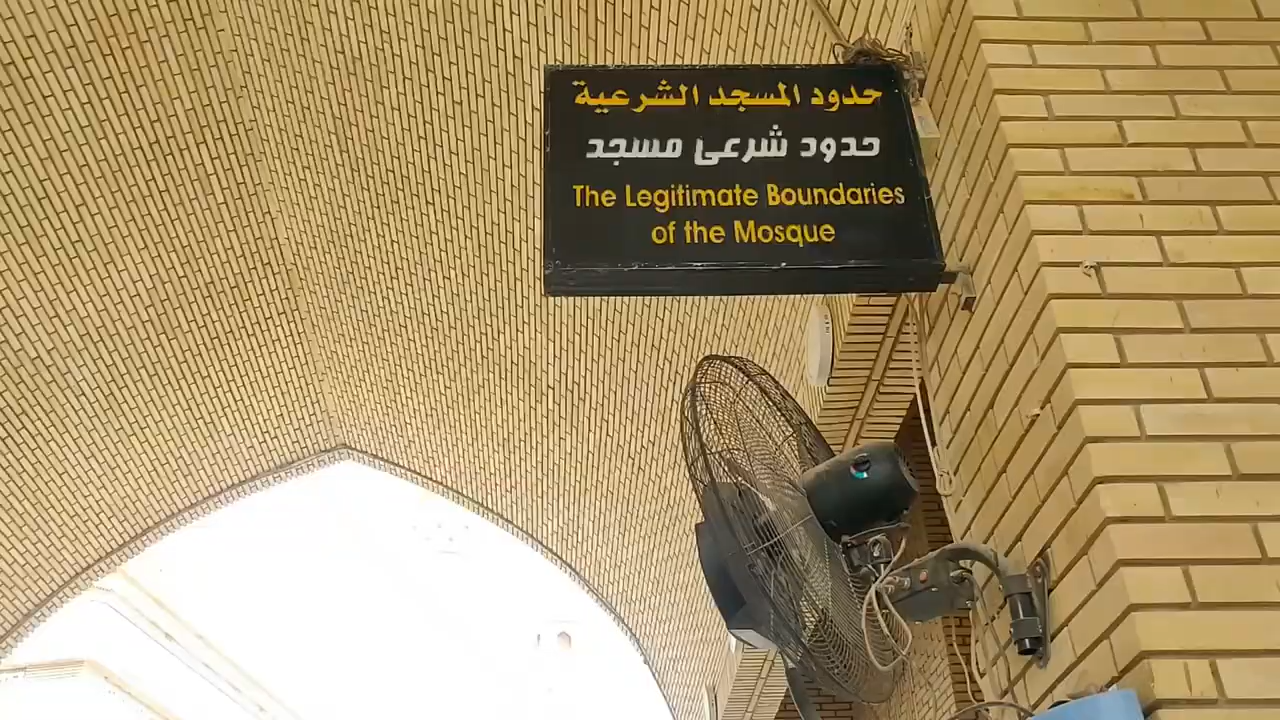 حدود المسجد الشرعية
حدود شرعی مسجد
The Legitimate Boundaries
of the Mosque